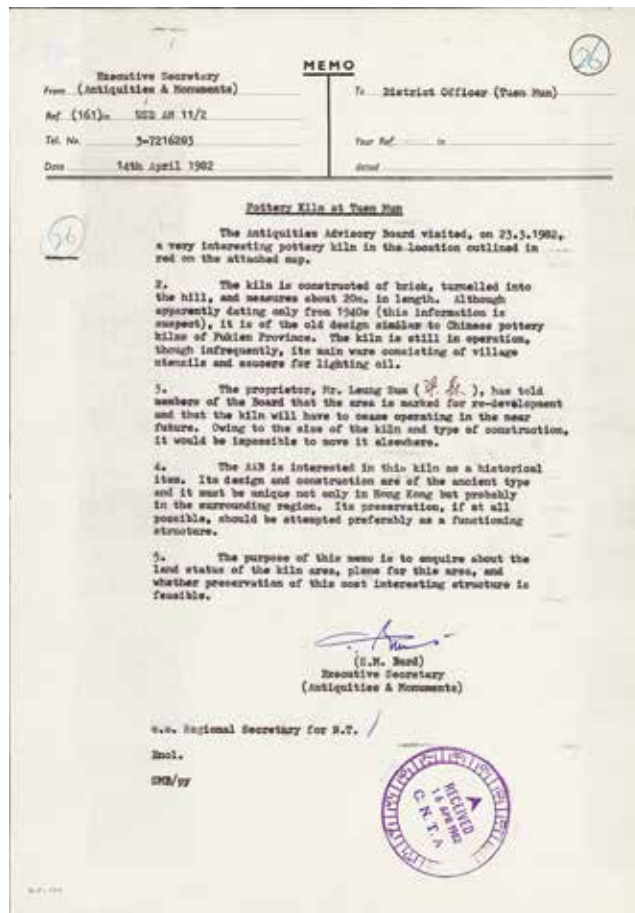 26
MEMO
From Executive Secretary
(Antiquities & Monuments)
To District Officer (Tuen Mun)
Ref (161) in USD AM 11/2
Tel. No. 3-7216203
Your Ref. in
Date 14th April 1982
dated
Pottery Kiln at Tuen Mun
The Antiquities Advisory Board visited, on 23.3.1982,
a very interesting pottery kiln in the location outlined in
red on the attached map.
2. The kiln is constructed of brick, tunnelled into
the hill, and measures about 20m. in length. Although
apparently dating only from 1940s (this information is
suspect), it is of the old design similar to Chinese pottery
kilns of Fukien Province. The kiln is still in operation,
though infrequently, its main ware consisting of village
utensils and saucers for lighting oil.
3. The proprietor, Mr. Leung Sum (梁森), has told
members of the Board that the area is marked for re-development
and that the kiln will have to cease operating in the near
future. Owing to the size of the kiln and type of construction,
it would be impossible to move it elsewhere.
4. The AAB is interested in this kiln as a historical
item. Its design and construction are of the ancient type
and it must be unique not only in Hong Kong but probably
in the surrounding region. Its preservation, if at all
possible, should be attempted preferably as a functioning
structure.
5. The purpose of this memo is to enquire about the
land status of the kiln area, plans for this area, and
whether preservation of this most interesting structure is
feasible.
(S.M. Bard)
Executive Secretary
(Antiquities & Monuments)
c.c. Regional Secretary for N.T.
Encl.
SMB/yy
RECEIVED
16 APR 1982
C. N. T. A